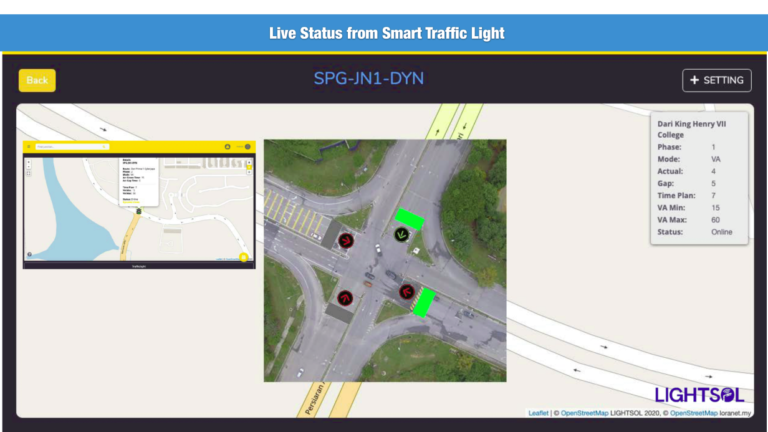 Live Status from Smart Traffic Light
Back
SPG-JN1-DYN
+ SETTING
Dari King Henry VII
College
Phase: 1
Mode: VA
Actual: 4
Gap: 5
Time Plan: 7
VA Min: 15
VA Max: 60
Status: Online
Persiaran
LIGHTSOL
Leaflet | © OpenStreetMap LIGHTSOL 2020, © OpenStreetMap loranet.my